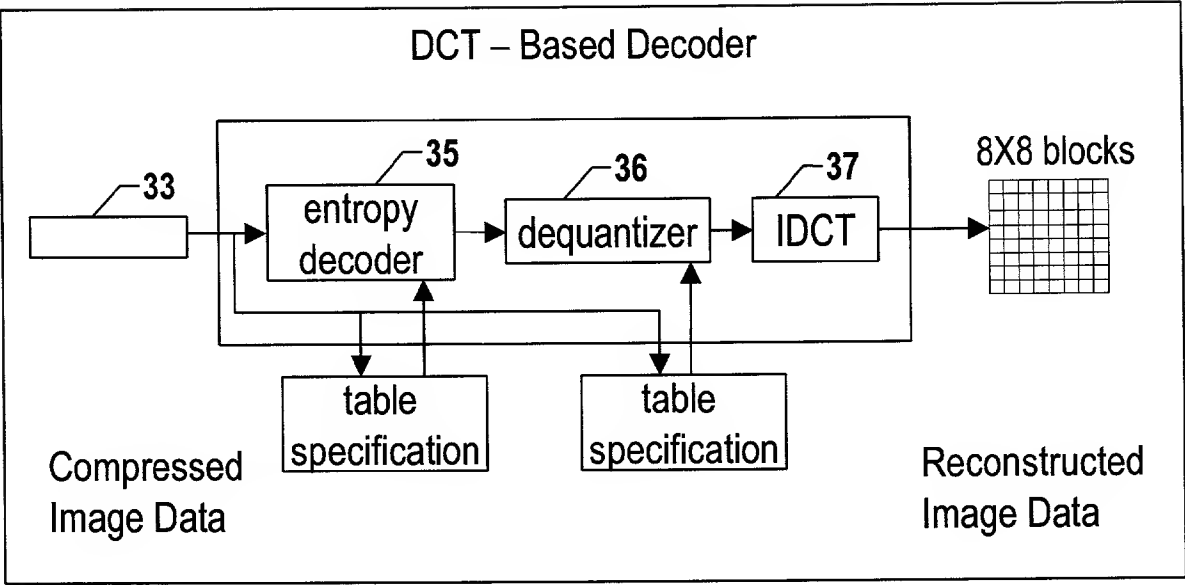 DCT – Based Decoder
33
35
36
37
8X8 blocks
entropy
decoder
dequantizer
IDCT
table
specification
table
specification
Compressed
Image Data
Reconstructed
Image Data